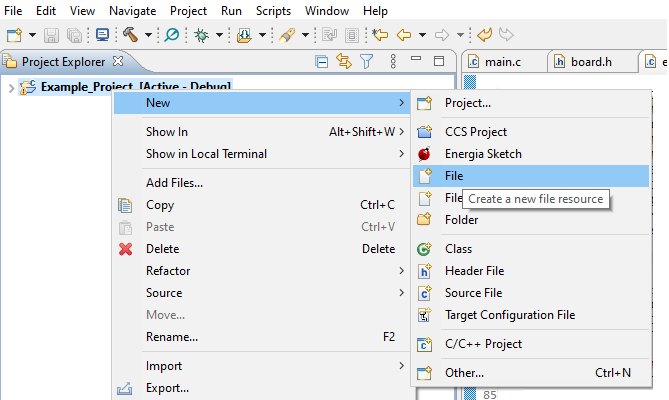 File Edit View Navigate Project Run Scripts Window Help
Project Explorer
main.c
board.h
Example_Project [Active - Debug]
New
Show In Alt+Shift+W
Show in Local Terminal
Add Files...
Copy Ctrl+C
Paste Ctrl+V
Delete Delete
Refactor
Source
Move...
Rename... F2
Import
Export...
Project...
CCS Project
Energia Sketch
File
File
Create a new file resource
Folder
Class
Header File
Source File
Target Configuration File
C/C++ Project
Other... Ctrl+N
85